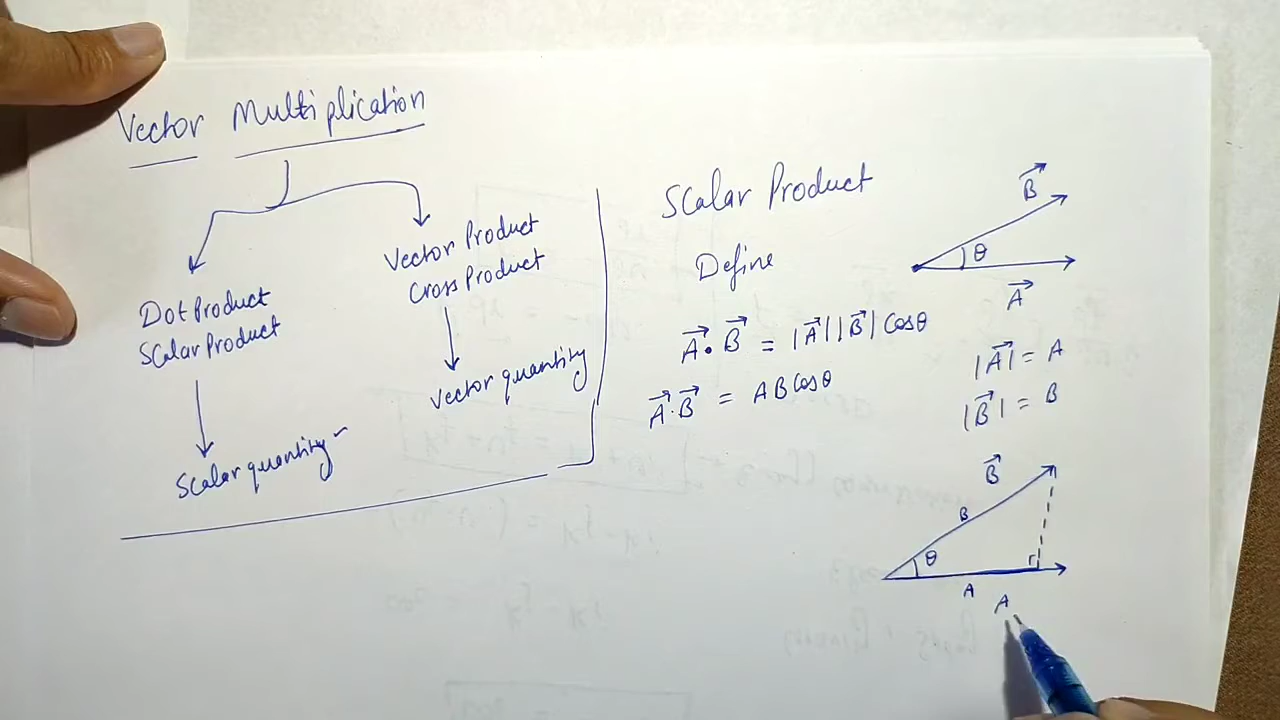 Vector Multiplication
Dot Product
Scalar Product
Scalar quantity
Vector Product
Cross Product
Vector quantity
Scalar Product
Define
A⃗ • B⃗ = |A⃗| |B⃗| Cosθ
A⃗ · B⃗ = A B Cosθ
B⃗
θ
A⃗
|A⃗| = A
|B⃗| = B
B⃗
B
θ
A
A